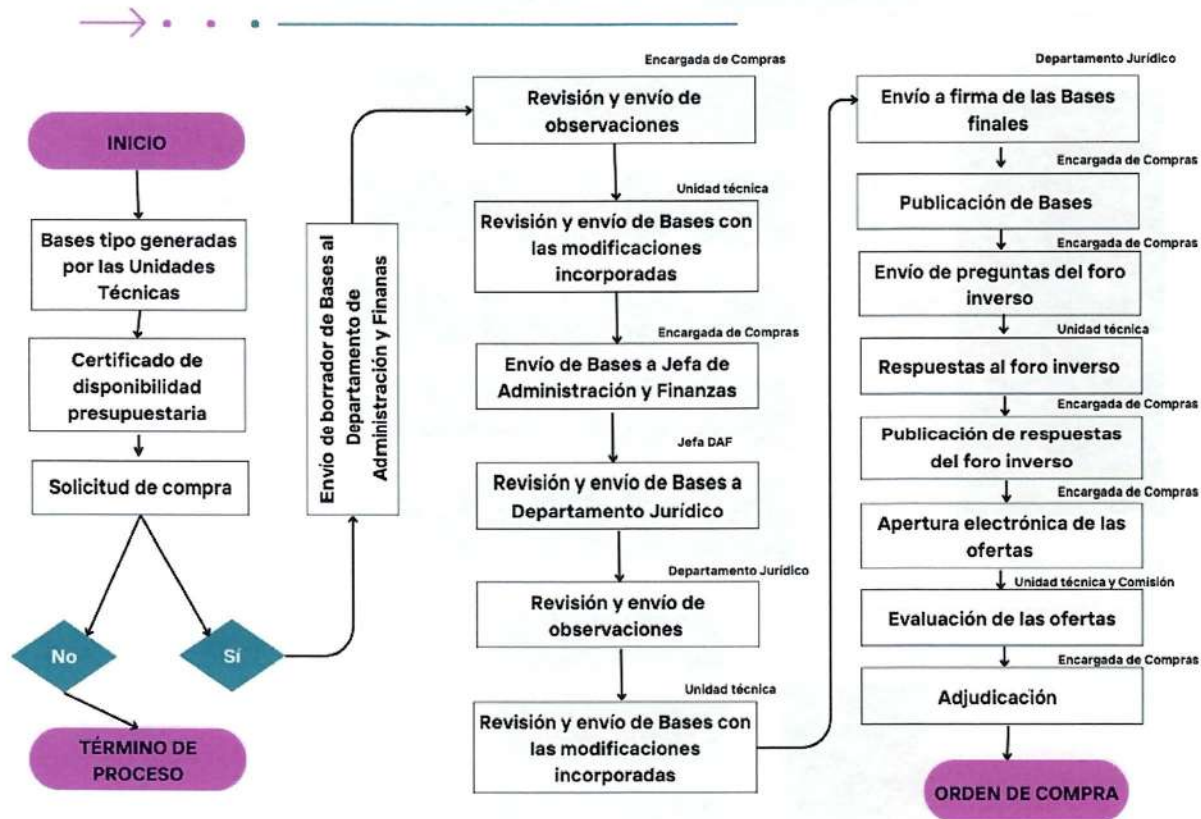 INICIO
Bases tipo generadas
por las Unidades
Técnicas
Certificado de
disponibilidad
presupuestaria
Solicitud de compra
No
Sí
TÉRMINO DE
PROCESO
Envío de borrador de Bases al
Departamento de
Administración y Finanas
Encargada de Compras
Revisión y envío de
observaciones
Unidad técnica
Revisión y envío de Bases con
las modificaciones
incorporadas
Encargada de Compras
Envío de Bases a Jefa de
Administración y Finanzas
Jefa DAF
Revisión y envío de Bases a
Departamento Jurídico
Departamento Jurídico
Revisión y envío de
observaciones
Unidad técnica
Revisión y envío de Bases con
las modificaciones
incorporadas
Departamento Jurídico
Envío a firma de las Bases
finales
Encargada de Compras
Publicación de Bases
Encargada de Compras
Envío de preguntas del foro
inverso
Unidad técnica
Respuestas al foro inverso
Encargada de Compras
Publicación de respuestas
del foro inverso
Encargada de Compras
Apertura electrónica de las
ofertas
Unidad técnica y Comisión
Evaluación de las ofertas
Encargada de Compras
Adjudicación
ORDEN DE COMPRA